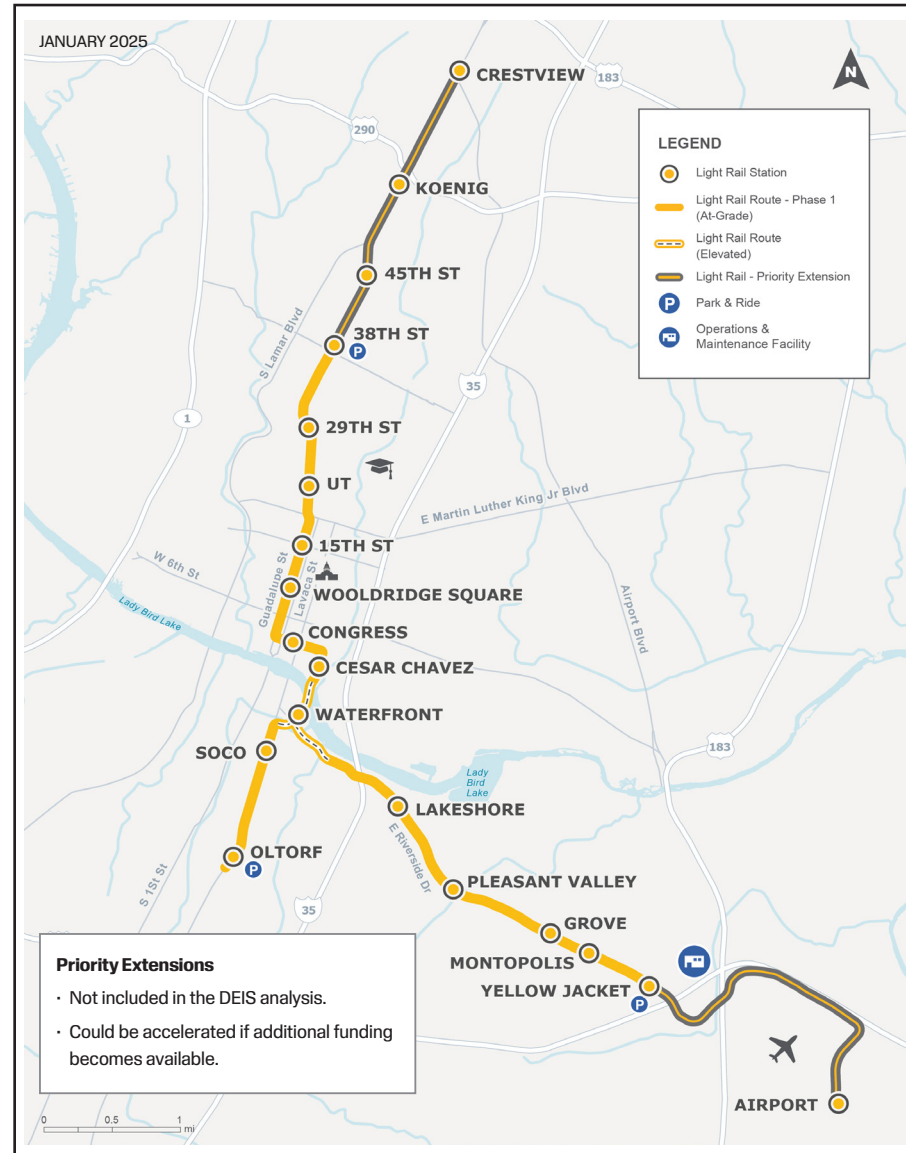 JANUARY 2025
CRESTVIEW
183
N
LEGEND
Light Rail Station
Light Rail Route - Phase 1
(At-Grade)
Light Rail Route
(Elevated)
Light Rail - Priority Extension
P
Park & Ride
Operations &
Maintenance Facility
290
KOENIG
45TH ST
38TH ST
P
S Lamar Blvd
35
1
29TH ST
UT
E Martin Luther King Jr Blvd
15TH ST
W 6th St
Guadalupe St
Lavaca St
WOOLDRIDGE SQUARE
Airport Blvd
Lady Bird Lake
CONGRESS
CESAR CHAVEZ
WATERFRONT
SOCO
183
Lady
Bird
Lake
LAKESHORE
E Riverside Dr
OLTORF
P
S 1St St
PLEASANT VALLEY
35
GROVE
MONTOPOLIS
YELLOW JACKET
P
AIRPORT
Priority Extensions
· Not included in the DEIS analysis.
· Could be accelerated if additional funding
becomes available.
0 0.5 1
mi